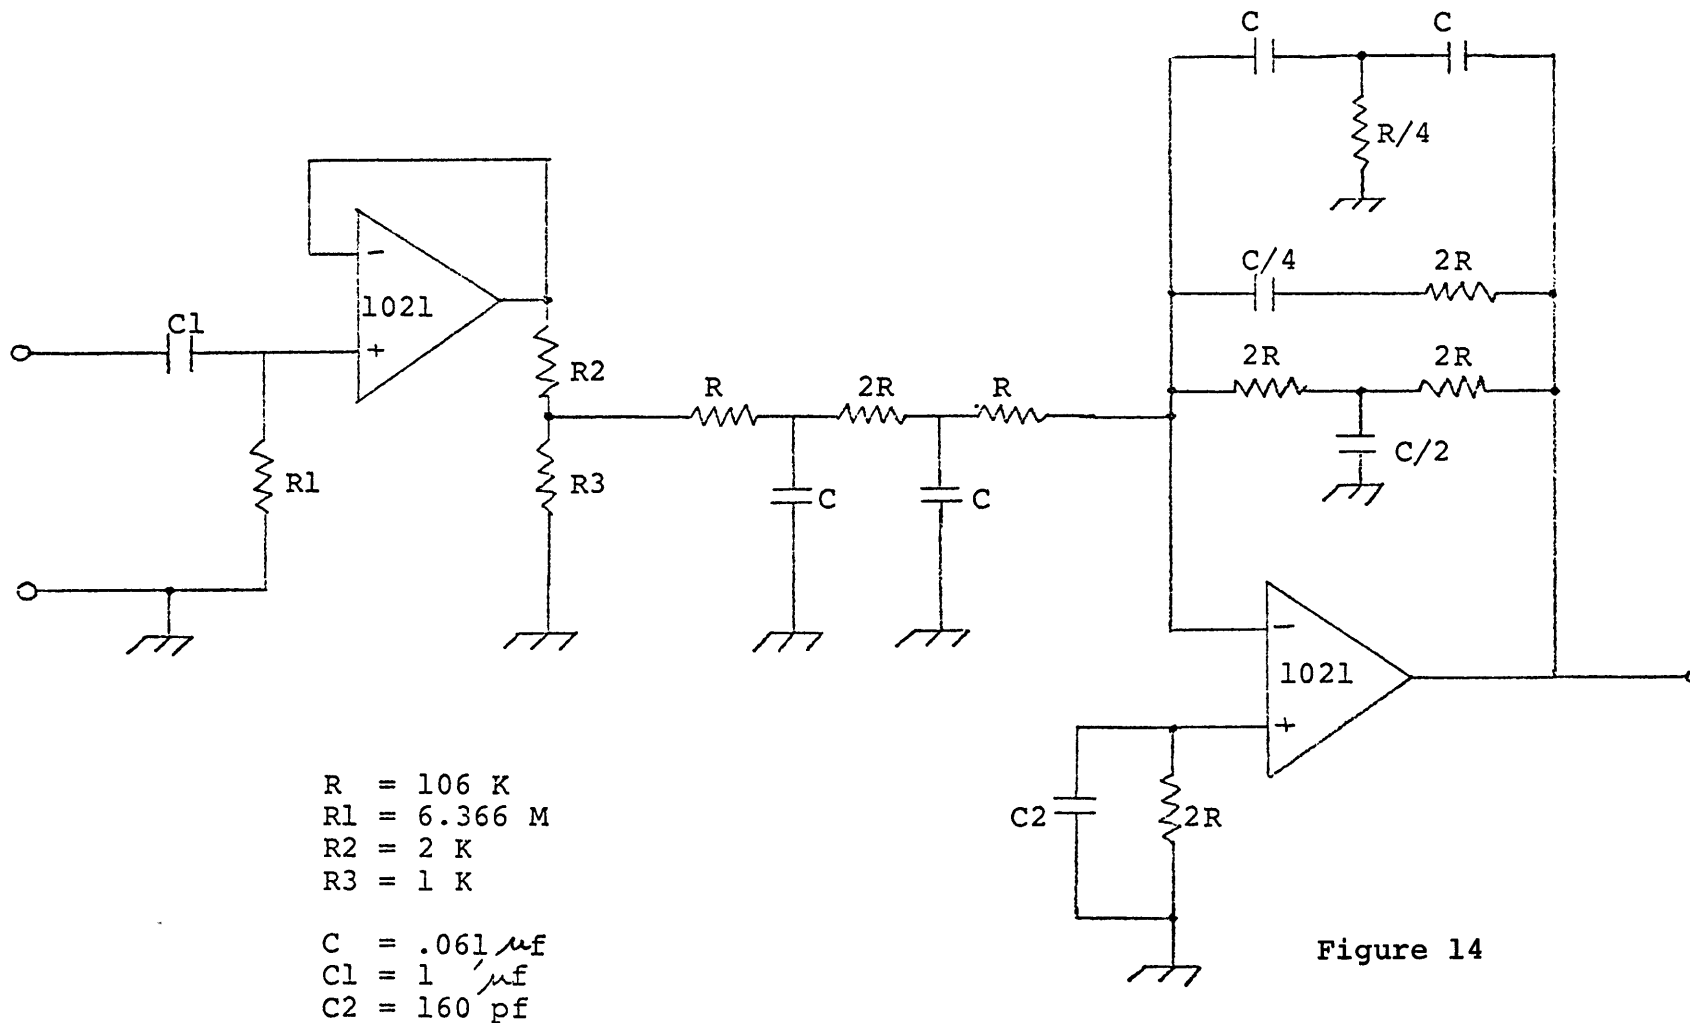 C C
R/4
C/4 2R
1021
C1
2R 2R
R2
R 2R R
C/2
R1
R3
C C
1021
C2 2R
R = 106 K
R1 = 6.366 M
R2 = 2 K
R3 = 1 K
C = .061 μf
C1 = 1 μf
C2 = 160 pf
Figure 14